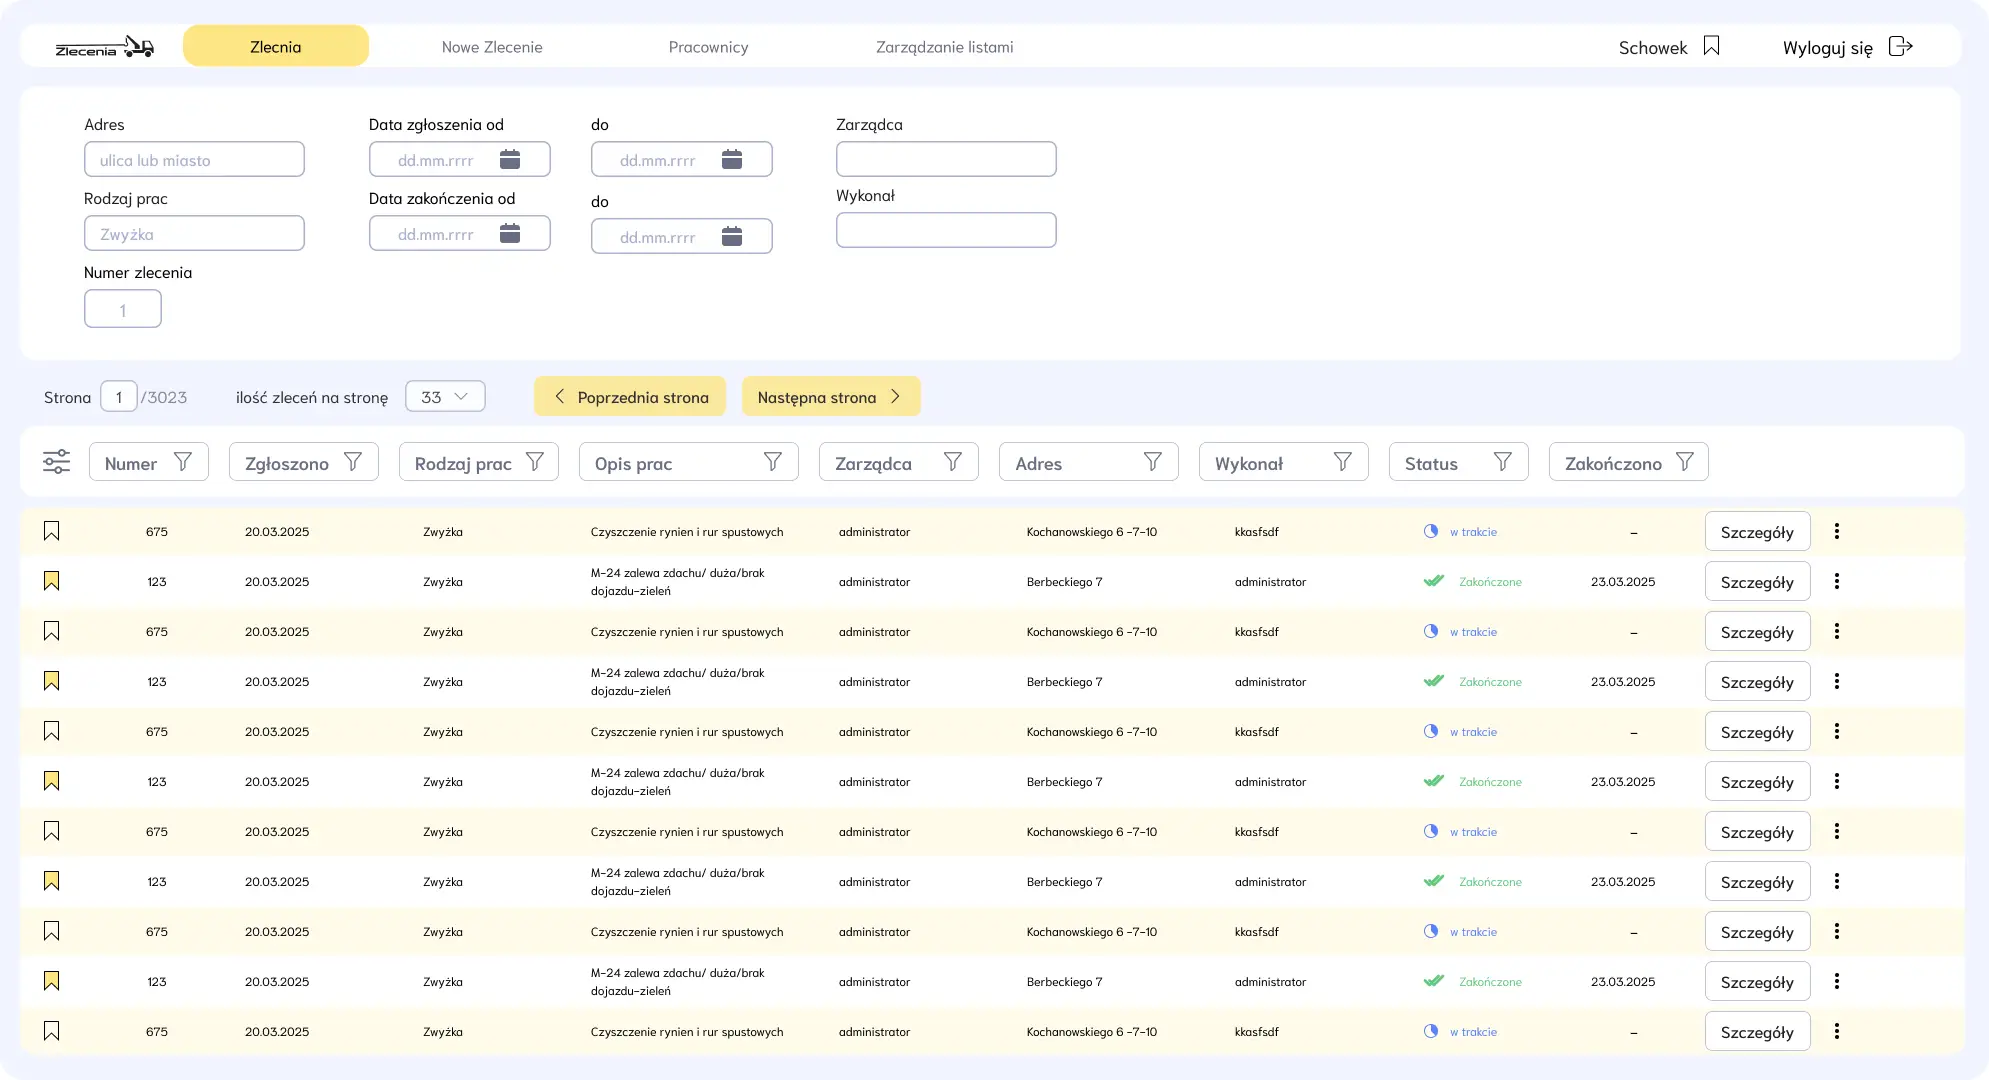 Zlecenia Zlecnia Nowe Zlecenie Pracownicy Zarządzanie listami Schowek Wyloguj się
Adres Data zgłoszenia od do Zarządca
ulica lub miasto dd.mm.rrrr dd.mm.rrrr
Rodzaj prac Data zakończenia od do Wykonał
Zwyżka dd.mm.rrrr dd.mm.rrrr
Numer zlecenia
1
Strona 1 /3023 ilość zleceń na stronę 33 Poprzednia strona Następna strona
Numer Zgłoszono Rodzaj prac Opis prac Zarządca Adres Wykonał Status Zakończono
675 20.03.2025 Zwyżka Czyszczenie rynien i rur spustowych administrator Kochanowskiego 6 -7-10 kkasfsdf w trakcie – Szczegóły
123 20.03.2025 Zwyżka M-24 zalewa zdachu/ duża/brak
dojazdu-zieleń administrator Berbeckiego 7 administrator Zakończone 23.03.2025 Szczegóły
675 20.03.2025 Zwyżka Czyszczenie rynien i rur spustowych administrator Kochanowskiego 6 -7-10 kkasfsdf w trakcie – Szczegóły
123 20.03.2025 Zwyżka M-24 zalewa zdachu/ duża/brak
dojazdu-zieleń administrator Berbeckiego 7 administrator Zakończone 23.03.2025 Szczegóły
675 20.03.2025 Zwyżka Czyszczenie rynien i rur spustowych administrator Kochanowskiego 6 -7-10 kkasfsdf w trakcie – Szczegóły
123 20.03.2025 Zwyżka M-24 zalewa zdachu/ duża/brak
dojazdu-zieleń administrator Berbeckiego 7 administrator Zakończone 23.03.2025 Szczegóły
675 20.03.2025 Zwyżka Czyszczenie rynien i rur spustowych administrator Kochanowskiego 6 -7-10 kkasfsdf w trakcie – Szczegóły
123 20.03.2025 Zwyżka M-24 zalewa zdachu/ duża/brak
dojazdu-zieleń administrator Berbeckiego 7 administrator Zakończone 23.03.2025 Szczegóły
675 20.03.2025 Zwyżka Czyszczenie rynien i rur spustowych administrator Kochanowskiego 6 -7-10 kkasfsdf w trakcie – Szczegóły
123 20.03.2025 Zwyżka M-24 zalewa zdachu/ duża/brak
dojazdu-zieleń administrator Berbeckiego 7 administrator Zakończone 23.03.2025 Szczegóły
675 20.03.2025 Zwyżka Czyszczenie rynien i rur spustowych administrator Kochanowskiego 6 -7-10 kkasfsdf w trakcie – Szczegóły